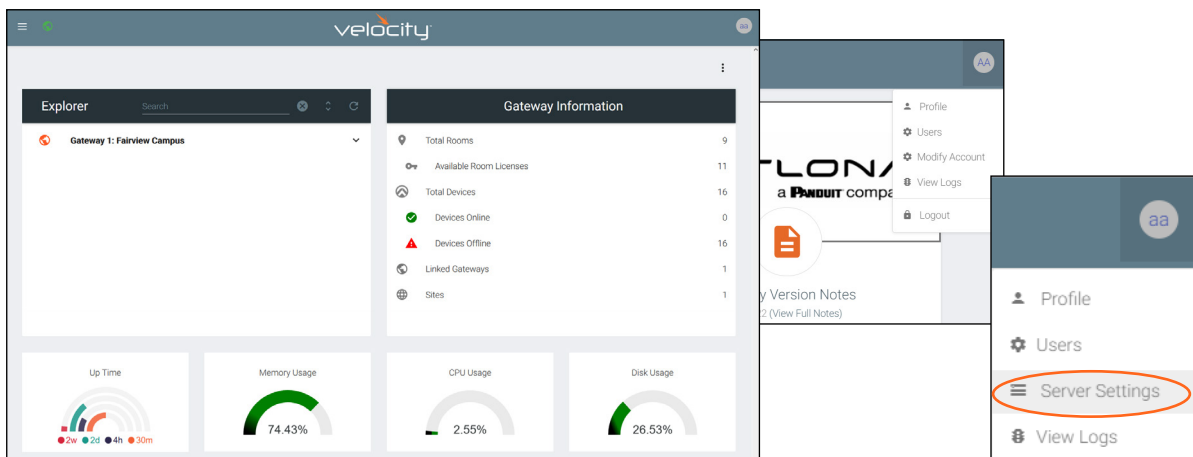 velocity
aa
Explorer
Search
Gateway 1: Fairview Campus
Gateway Information
Total Rooms 9
Available Room Licenses 11
Total Devices 16
Devices Online 0
Devices Offline 16
Linked Gateways 1
Sites 1
Up Time
2w 2d 4h 30m
Memory Usage
74.43%
CPU Usage
2.55%
Disk Usage
26.53%
AA
Profile
Users
Modify Account
View Logs
Logout
a PANDUIT compa
y Version Notes
(View Full Notes)
aa
Profile
Users
Server Settings
View Logs